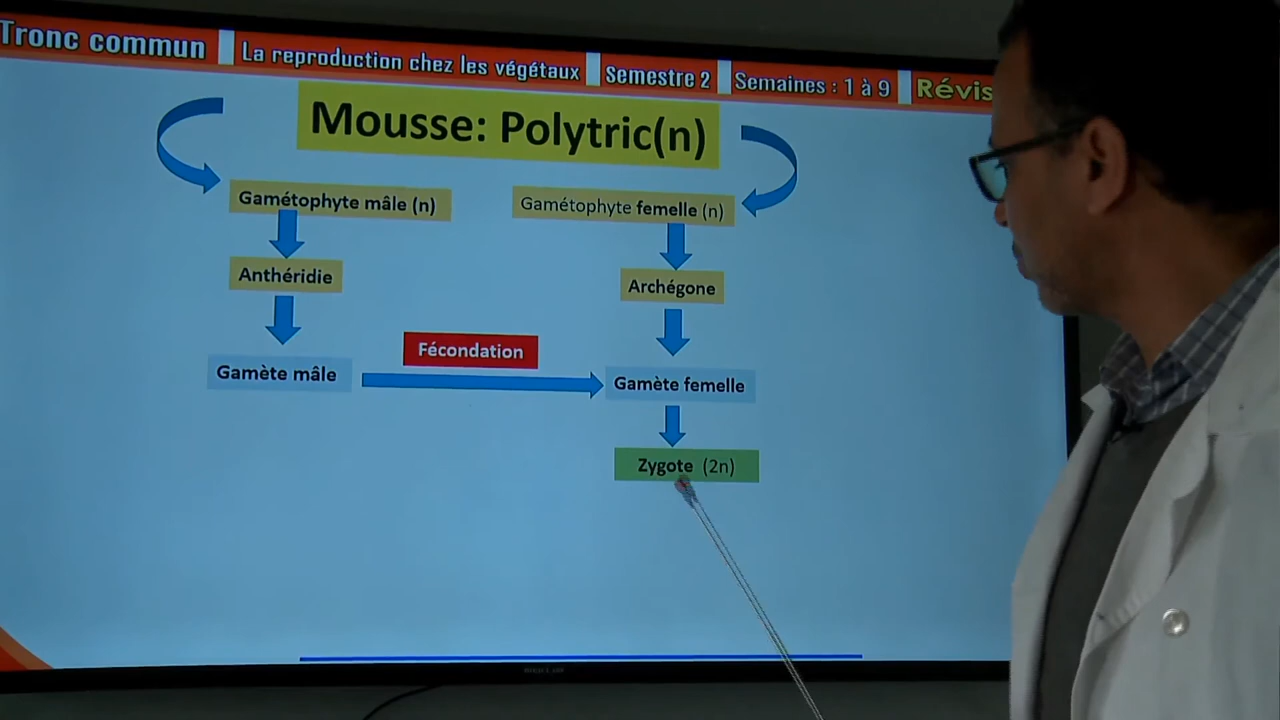 Tronc commun La reproduction chez les végétaux Semestre 2 Semaines : 1 à 9 Révis
Mousse: Polytric(n)
Gamétophyte mâle (n)
Gamétophyte femelle (n)
Anthéridie
Archégone
Fécondation
Gamète mâle
Gamète femelle
Zygote (2n)